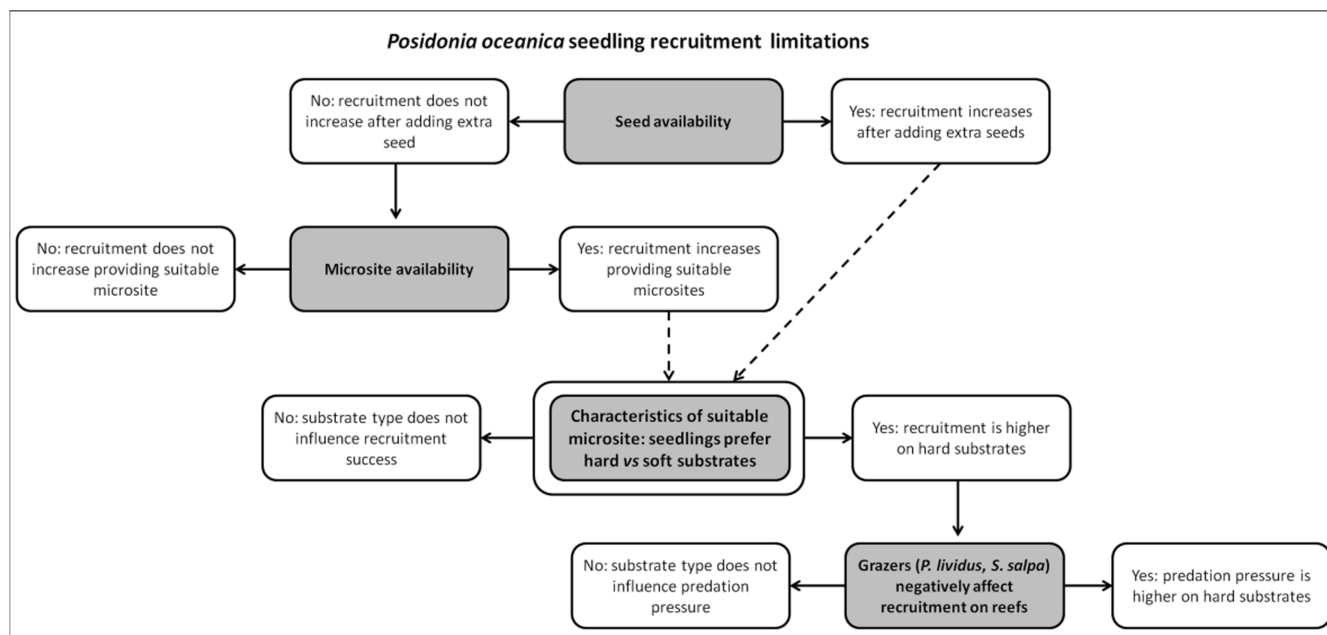 Posidonia oceanica seedling recruitment limitations
No: recruitment does not
increase after adding extra
seed
Seed availability
Yes: recruitment increases
after adding extra seeds
No: recruitment does not
increase providing suitable
microsite
Microsite availability
Yes: recruitment increases
providing suitable
microsites
No: substrate type does not
influence recruitment
success
Characteristics of suitable
microsite: seedlings prefer
hard vs soft substrates
Yes: recruitment is higher
on hard substrates
No: substrate type does not
influence predation
pressure
Grazers (P. lividus, S. salpa)
negatively affect
recruitment on reefs
Yes: predation pressure is
higher on hard substrates